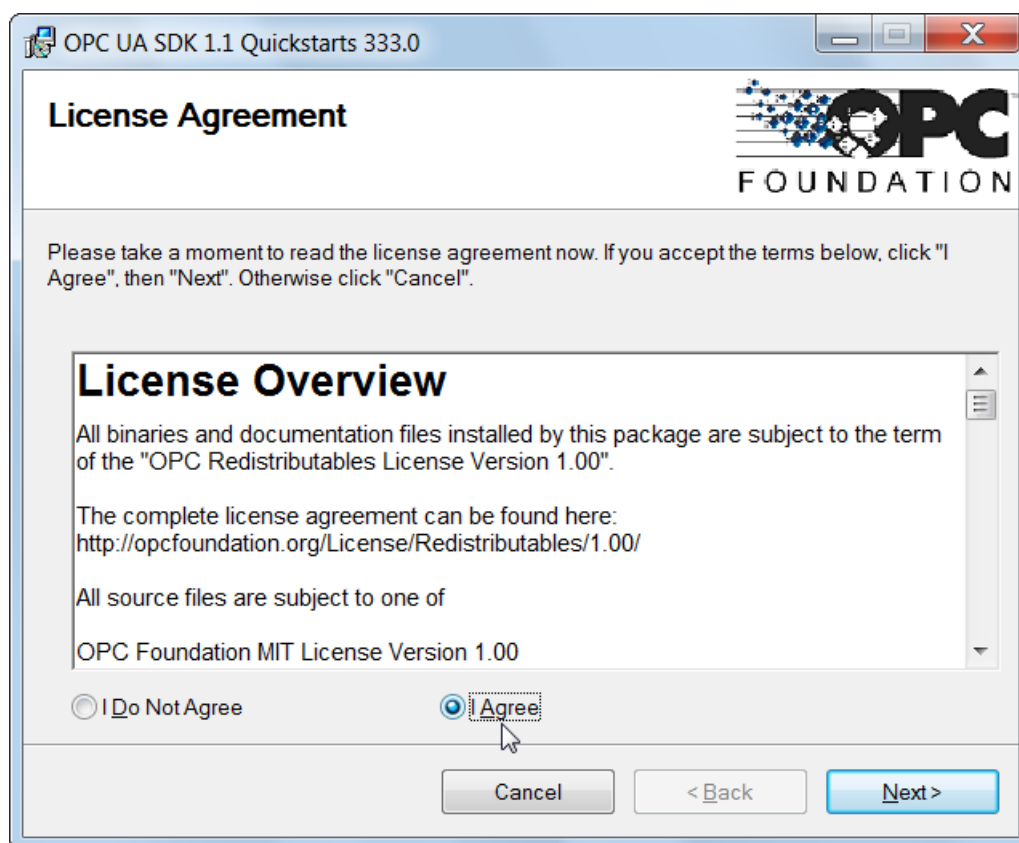 OPC UA SDK 1.1 Quickstarts 333.0
License Agreement
OPC
FOUNDATION
Please take a moment to read the license agreement now. If you accept the terms below, click "I
Agree", then "Next". Otherwise click "Cancel".
License Overview
All binaries and documentation files installed by this package are subject to the term
of the "OPC Redistributables License Version 1.00".
The complete license agreement can be found here:
http://opcfoundation.org/License/Redistributables/1.00/
All source files are subject to one of
OPC Foundation MIT License Version 1.00
I Do Not Agree
I Agree
Cancel
< Back
Next >